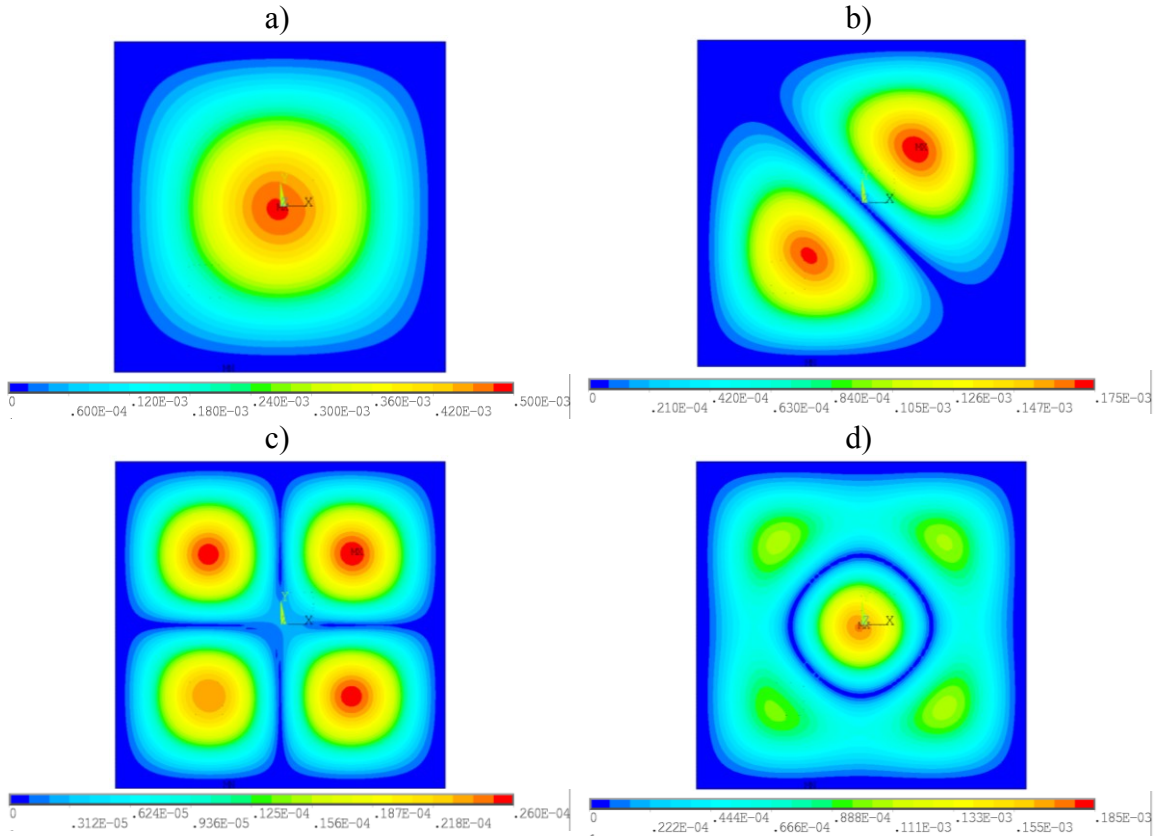 a) b)
X X
0 .120E-03 .240E-03 .360E-03 .500E-03
.600E-04 .180E-03 .300E-03 .420E-03
0 .420E-04 .840E-04 .126E-03 .175E-03
.210E-04 .630E-04 .105E-03 .147E-03
c) d)
MX
Y
X X
0 .624E-05 .125E-04 .187E-04 .260E-04
.312E-05 .936E-05 .156E-04 .218E-04
0 .444E-04 .888E-04 .133E-03 .185E-03
.222E-04 .666E-04 .111E-03 .155E-03